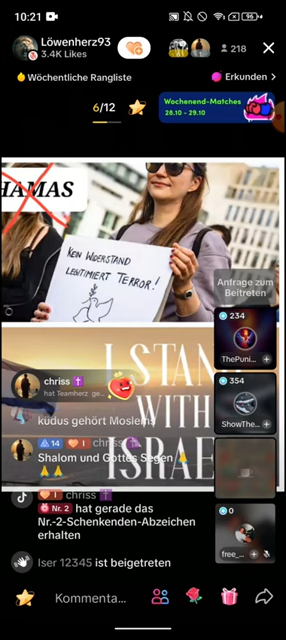 10:21
96
Löwenherz93
3.4K Likes
218
Wöchentliche Rangliste
Erkunden >
6/12
Wochenend-Matches
28.10 - 29.10
HAMAS
KEIN WIDERSTAND
LEGITIMIERT TERROR!
Anfrage zum
Beitreten
234
ThePuni...
I STAN
WITH
ISRAE
chriss
hat Teamherz ge...
354
ShowThe...
kudus gehört Moslems
14 I chriss
Shalom und Gottes Segen
I chriss
Nr. 2 hat gerade das
Nr.-2-Schenkenden-Abzeichen
erhalten
0
free_...
Iser 12345 ist beigetreten
Kommenta...